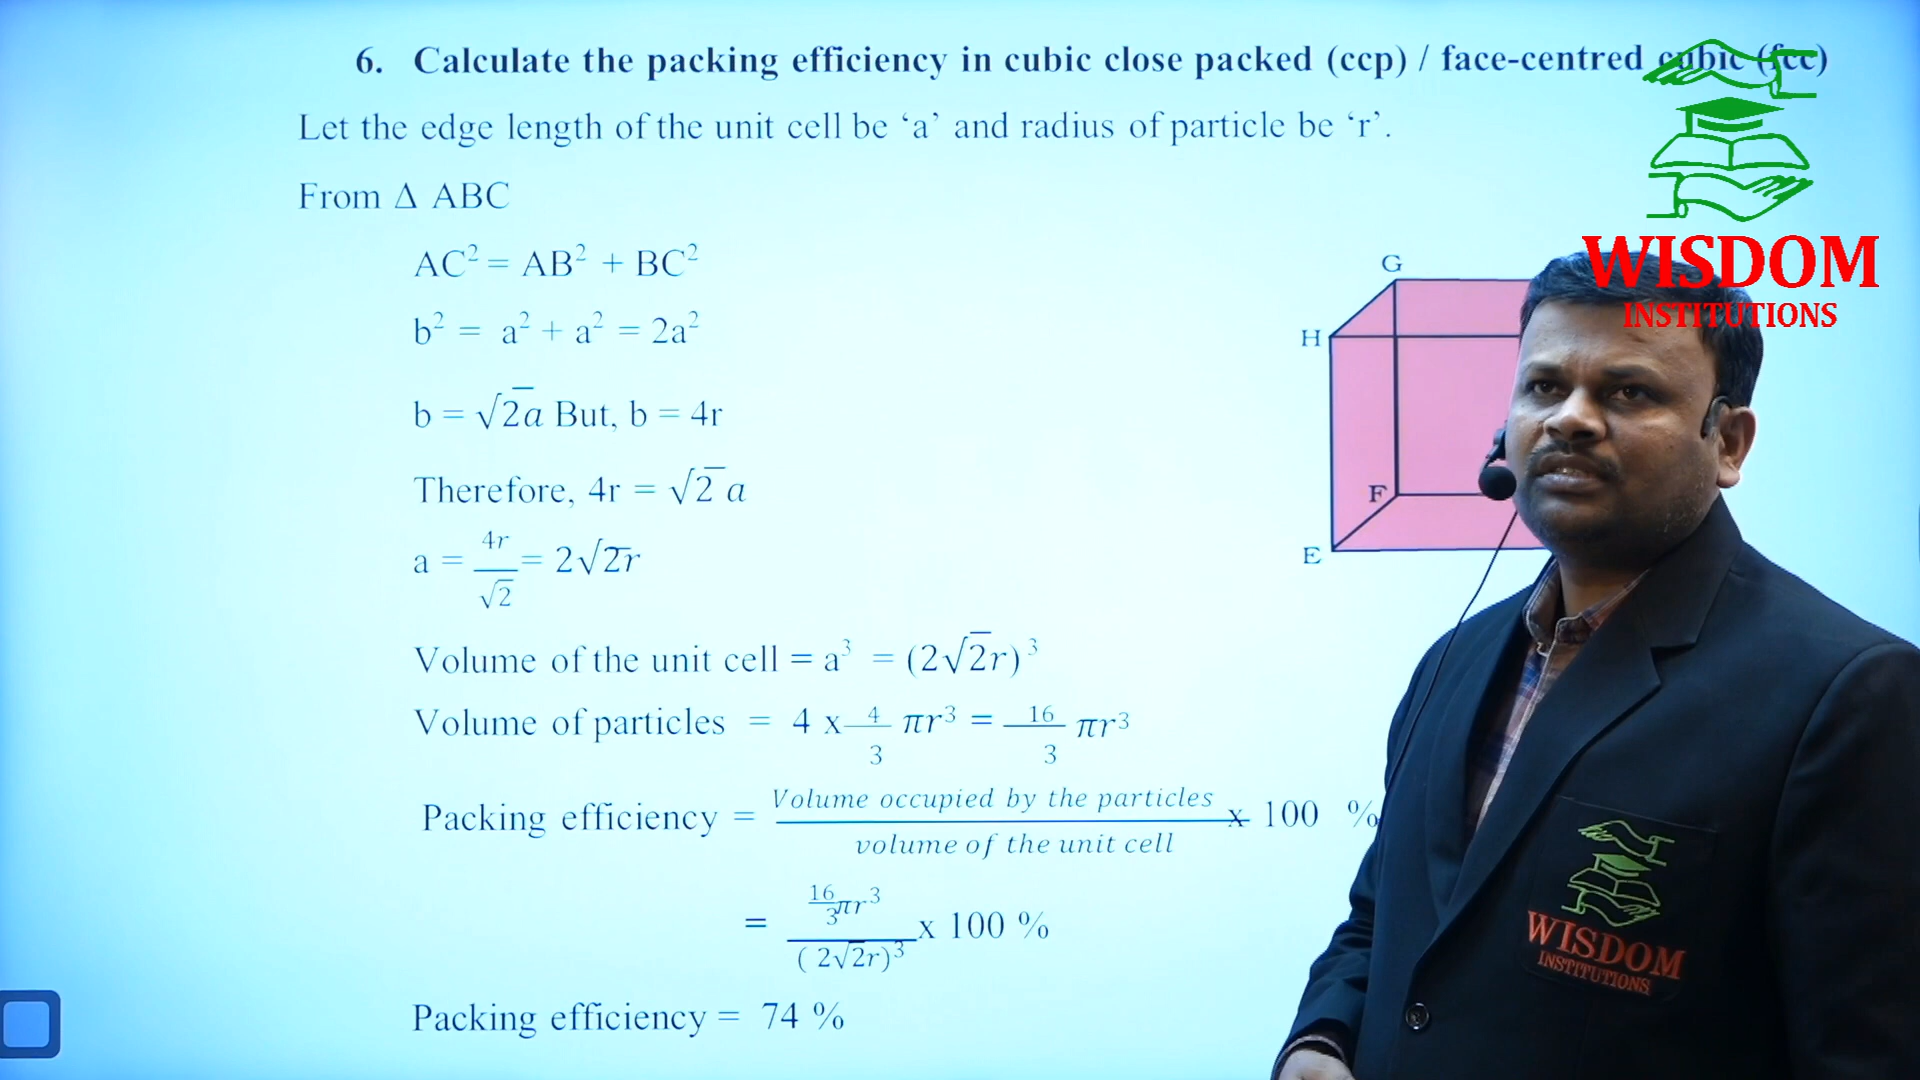 6. Calculate the packing efficiency in cubic close packed (ccp) / face-centred cubic (fcc)
Let the edge length of the unit cell be ‘a’ and radius of particle be ‘r’.
From Δ ABC
AC² = AB² + BC²
b² = a² + a² = 2a²
b = √2a But, b = 4r
Therefore, 4r = √2 a
a = 4r/√2 = 2√2r
Volume of the unit cell = a³ = (2√2r)³
Volume of particles = 4 x 4/3 πr³ = 16/3 πr³
Packing efficiency = Volume occupied by the particles / volume of the unit cell x 100 %
= 16/3 πr³ / (2√2r)³ x 100 %
Packing efficiency = 74 %
G
H
F
E
WISDOM
INSTITUTIONS
WISDOM
INSTITUTIONS